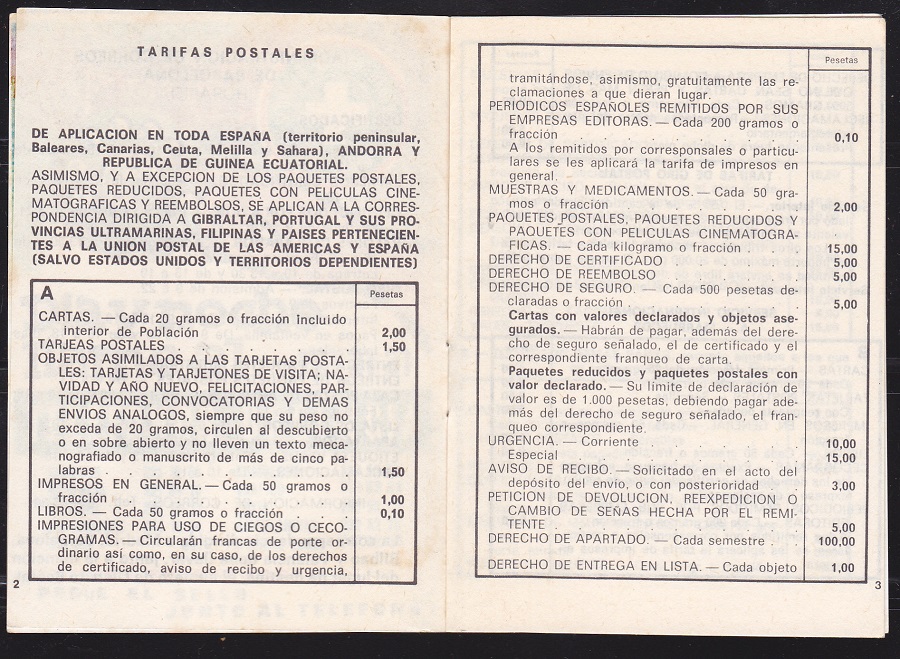 TARIFAS POSTALES
DE APLICACION EN TODA ESPAÑA (territorio peninsular,
Baleares, Canarias, Ceuta, Melilla y Sahara), ANDORRA Y
REPUBLICA DE GUINEA ECUATORIAL.
ASIMISMO, Y A EXCEPCION DE LOS PAQUETES POSTALES,
PAQUETES REDUCIDOS, PAQUETES CON PELICULAS CINE-
MATOGRAFICAS Y REEMBOLSOS, SE APLICAN A LA CORRES-
PONDENCIA DIRIGIDA A GIBRALTAR, PORTUGAL Y SUS PRO-
VINCIAS ULTRAMARINAS, FILIPINAS Y PAISES PERTENECIEN-
TES A LA UNION POSTAL DE LAS AMERICAS Y ESPAÑA
(SALVO ESTADOS UNIDOS Y TERRITORIOS DEPENDIENTES)
A
Pesetas
CARTAS. — Cada 20 gramos o fracción incluido
interior de Población . . . . . . . 2,00
TARJEAS POSTALES . . . . . . . . 1,50
OBJETOS ASIMILADOS A LAS TARJETAS POSTA-
LES: TARJETAS Y TARJETONES DE VISITA; NA-
VIDAD Y AÑO NUEVO, FELICITACIONES, PAR-
TICIPACIONES, CONVOCATORIAS Y DEMAS
ENVIOS ANALOGOS, siempre que su peso no
exceda de 20 gramos, circulen al descubierto
o en sobre abierto y no lleven un texto meca-
nografiado o manuscrito de más de cinco pa-
labras . . . . . . . . . . . 1,50
IMPRESOS EN GENERAL. — Cada 50 gramos o
fracción . . . . . . . . . . 1,00
LIBROS. — Cada 50 gramos o fracción . . . 0,10
IMPRESIONES PARA USO DE CIEGOS O CECO-
GRAMAS. — Circularán francas de porte or-
dinario así como, en su caso, de los derechos
de certificado, aviso de recibo y urgencia,
2
Pesetas
tramitándose, asimismo, gratuitamente las re-
clamaciones a que dieran lugar.
PERIODICOS ESPAÑOLES REMITIDOS POR SUS
EMPRESAS EDITORAS. — Cada 200 gramos o
fracción . . . . . . . . . . 0,10
A los remitidos por corresponsales o particu-
lares se les aplicará la tarifa de impresos en
general.
MUESTRAS Y MEDICAMENTOS. — Cada 50 gra-
mos o fracción . . . . . . . . 2,00
PAQUETES POSTALES, PAQUETES REDUCIDOS Y
PAQUETES CON PELICULAS CINEMATOGRA-
FICAS. — Cada kilogramo o fracción . . . 15,00
DERECHO DE CERTIFICADO . . . . . . 5,00
DERECHO DE REEMBOLSO . . . . . . 5,00
DERECHO DE SEGURO. — Cada 500 pesetas de-
claradas o fracción . . . . . . . 5,00
Cartas con valores declarados y objetos ase-
gurados. — Habrán de pagar, además del dere-
cho de seguro señalado, el de certificado y el
correspondiente franqueo de carta.
Paquetes reducidos y paquetes postales con
valor declarado. — Su límite de declaración de
valor es de 1.000 pesetas, debiendo pagar ade-
más del derecho de seguro señalado, el fran-
queo correspondiente.
URGENCIA. — Corriente . . . . . . . 10,00
Especial . . . . . . . . . . 15,00
AVISO DE RECIBO. — Solicitado en el acto del
depósito del envío, o con posterioridad . . 3,00
PETICION DE DEVOLUCION, REEXPEDICION O
CAMBIO DE SEÑAS HECHA POR EL REMI-
TENTE . . . . . . . . . . . 5,00
DERECHO DE APARTADO. — Cada semestre . . 100,00
DERECHO DE ENTREGA EN LISTA. — Cada objeto 1,00
3